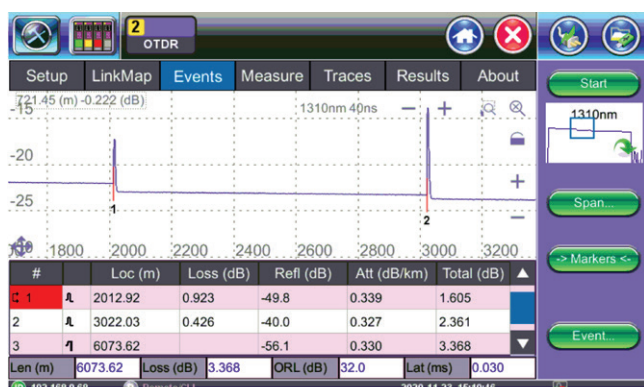 2
OTDR
Setup LinkMap Events Measure Traces Results About
Start
721.45 (m) -0.222 (dB)
-15
1310nm 40ns
1310nm
-20
-25
1
2
Span...
1800 2000 2200 2400 2600 2800 3000 3200
-> Markers <-
# Loc (m) Loss (dB) Refl (dB) Att (dB/km) Total (dB)
1 2012.92 0.923 -49.8 0.339 1.605
2 3022.03 0.426 -40.0 0.327 2.361
3 6073.62 -56.1 0.330 3.368
Event...
Len (m) 6073.62 Loss (dB) 3.368 ORL (dB) 32.0 Lat (ms) 0.030